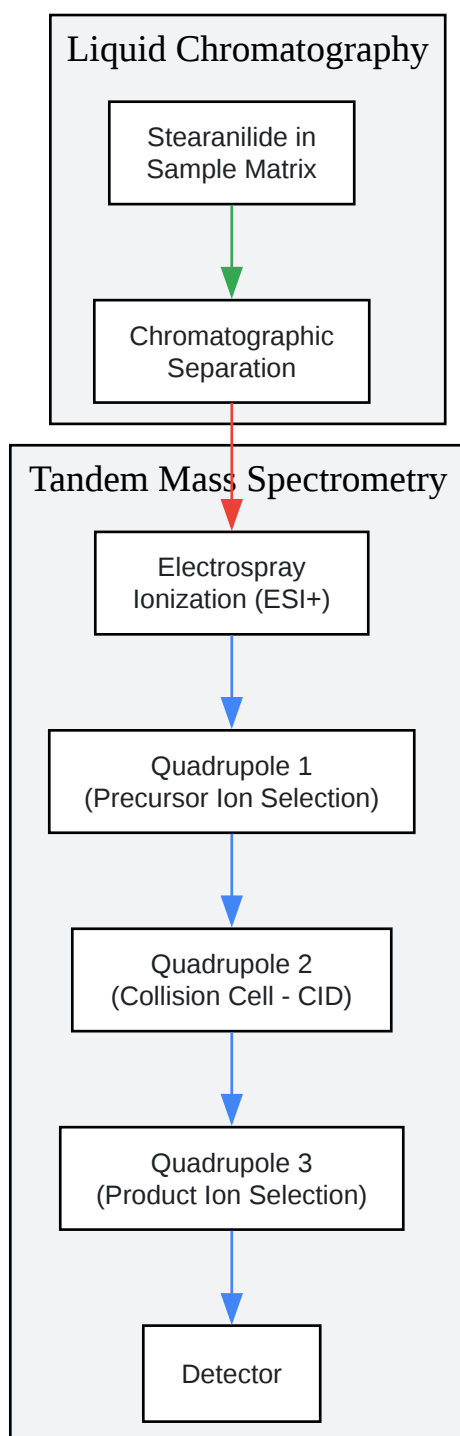 Liquid Chromatography
Stearanilide in
Sample Matrix
Chromatographic
Separation
Tandem Mass Spectrometry
Electrospray
Ionization (ESI+)
Quadrupole 1
(Precursor Ion Selection)
Quadrupole 2
(Collision Cell - CID)
Quadrupole 3
(Product Ion Selection)
Detector